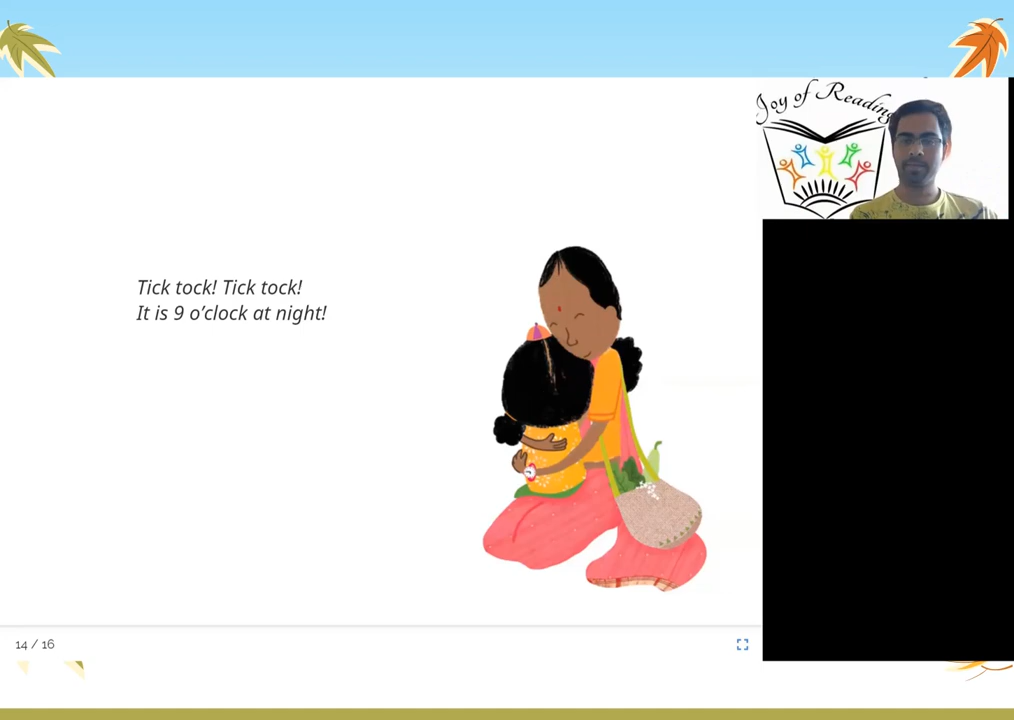 Joy of Reading
Tick tock! Tick tock!
It is 9 o’clock at night!
14 / 16